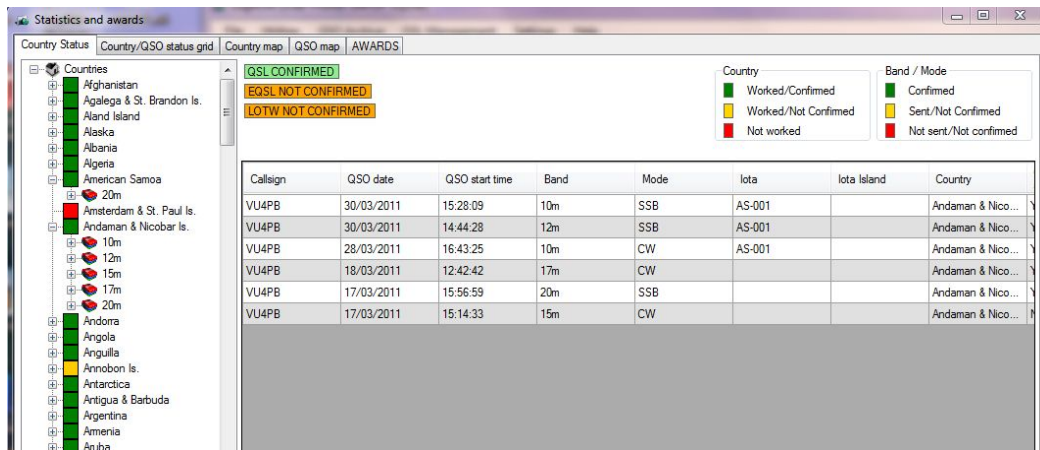 Statistics and awards
Country Status Country/QSO status grid Country map QSO map AWARDS
Countries
Afghanistan
Agalega & St. Brandon Is.
Aland Island
Alaska
Albania
Algeria
American Samoa
20m
Amsterdam & St. Paul Is.
Andaman & Nicobar Is.
10m
12m
15m
17m
20m
Andorra
Angola
Anguilla
Annobon Is.
Antarctica
Antigua & Barbuda
Argentina
Armenia
Aruba
QSL CONFIRMED
EQSL NOT CONFIRMED
LOTW NOT CONFIRMED
Country
Worked/Confirmed
Worked/Not Confirmed
Not worked
Band / Mode
Confirmed
Sent/Not Confirmed
Not sent/Not confirmed
Callsign QSO date QSO start time Band Mode Iota Iota Island Country
VU4PB 30/03/2011 15:28:09 10m SSB AS-001 Andaman & Nico...
VU4PB 30/03/2011 14:44:28 12m SSB AS-001 Andaman & Nico...
VU4PB 28/03/2011 16:43:25 10m CW AS-001 Andaman & Nico...
VU4PB 18/03/2011 12:42:42 17m CW Andaman & Nico...
VU4PB 17/03/2011 15:56:59 20m SSB Andaman & Nico...
VU4PB 17/03/2011 15:14:33 15m CW Andaman & Nico...